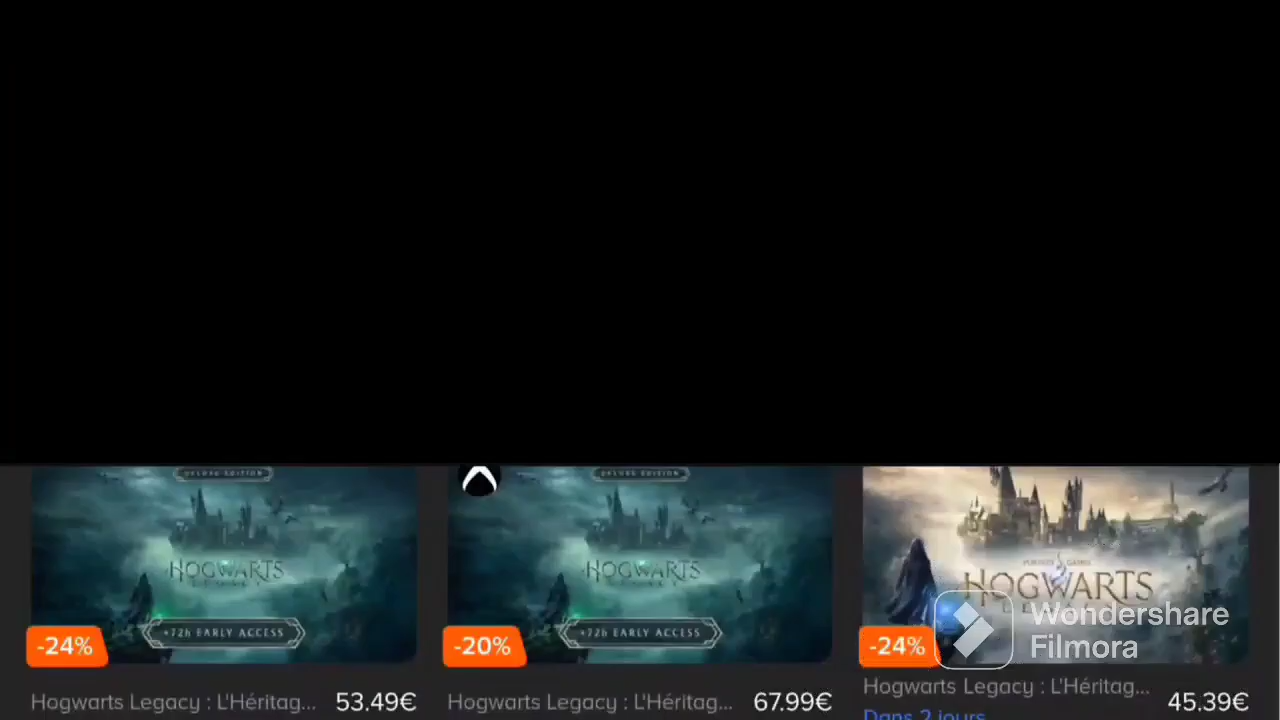 DELUXE EDITION
HOGWARTS
+72h EARLY ACCESS
-24%
Hogwarts Legacy : L'Héritag... 53.49€
DELUXE EDITION
HOGWARTS
+72h EARLY ACCESS
-20%
Hogwarts Legacy : L'Héritag... 67.99€
HOGWARTS
-24%
Wondershare
Filmora
Hogwarts Legacy : L'Héritag... 45.39€
Dans 2 jours